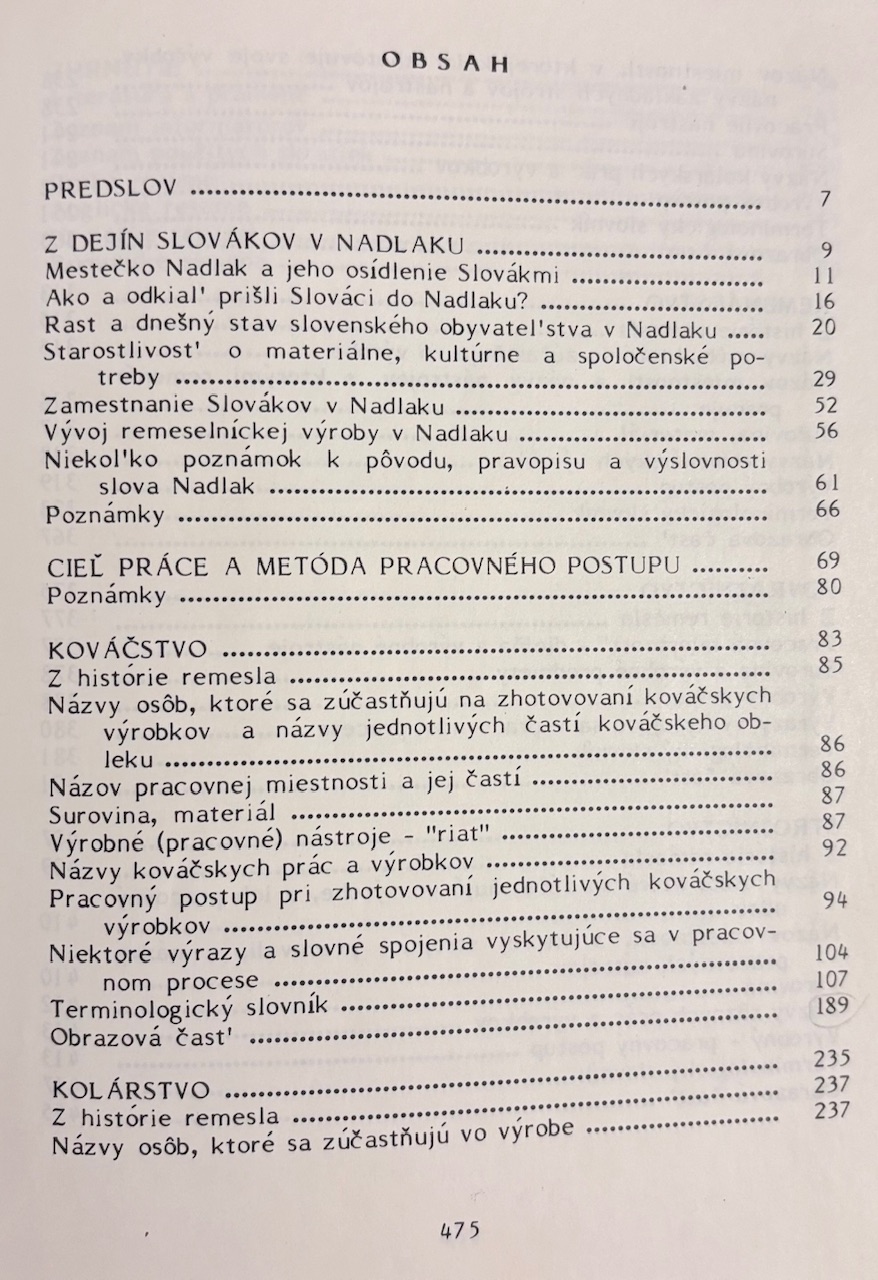 OBSAH
PREDSLOV ........ 7
Z DEJÍN SLOVÁKOV V NADLAKU ........ 9
Mestečko Nadlak a jeho osídlenie Slovákmi ........ 11
Ako a odkial' prišli Slováci do Nadlaku? ........ 16
Rast a dnešný stav slovenského obyvatel'stva v Nadlaku ..... 20
Starostlivost' o materiálne, kultúrne a spoločenské po-
treby ........ 29
Zamestnanie Slovákov v Nadlaku ........ 52
Vývoj remeselníckej výroby v Nadlaku ........ 56
Niekol'ko poznámok k pôvodu, pravopisu a výslovnosti
slova Nadlak ........ 61
Poznámky ........ 66
CIEĽ PRÁCE A METÓDA PRACOVNÉHO POSTUPU .......... 69
Poznámky ........ 80
KOVÁČSTVO ........ 83
Z histórie remesla ........ 85
Názvy osôb, ktoré sa zúčastňujú na zhotovovaní kováčskych
výrobkov a názvy jednotlivých častí kováčskeho ob-
leku ........ 86
Názov pracovnej miestnosti a jej častí ........ 86
Surovina, materiál ........ 87
Výrobné (pracovné) nástroje - "riat" ........ 87
Názvy kováčskych prác a výrobkov ........ 92
Pracovný postup pri zhotovovaní jednotlivých kováčskych
výrobkov ........ 94
Niektoré výrazy a slovné spojenia vyskytujúce sa v pracov-
nom procese ........ 104
Terminologický slovník ........ 107
Obrazová čast' ........ 189
KOLÁRSTVO ........ 235
Z histórie remesla ........ 237
Názvy osôb, ktoré sa zúčastňujú vo výrobe ........ 237
475